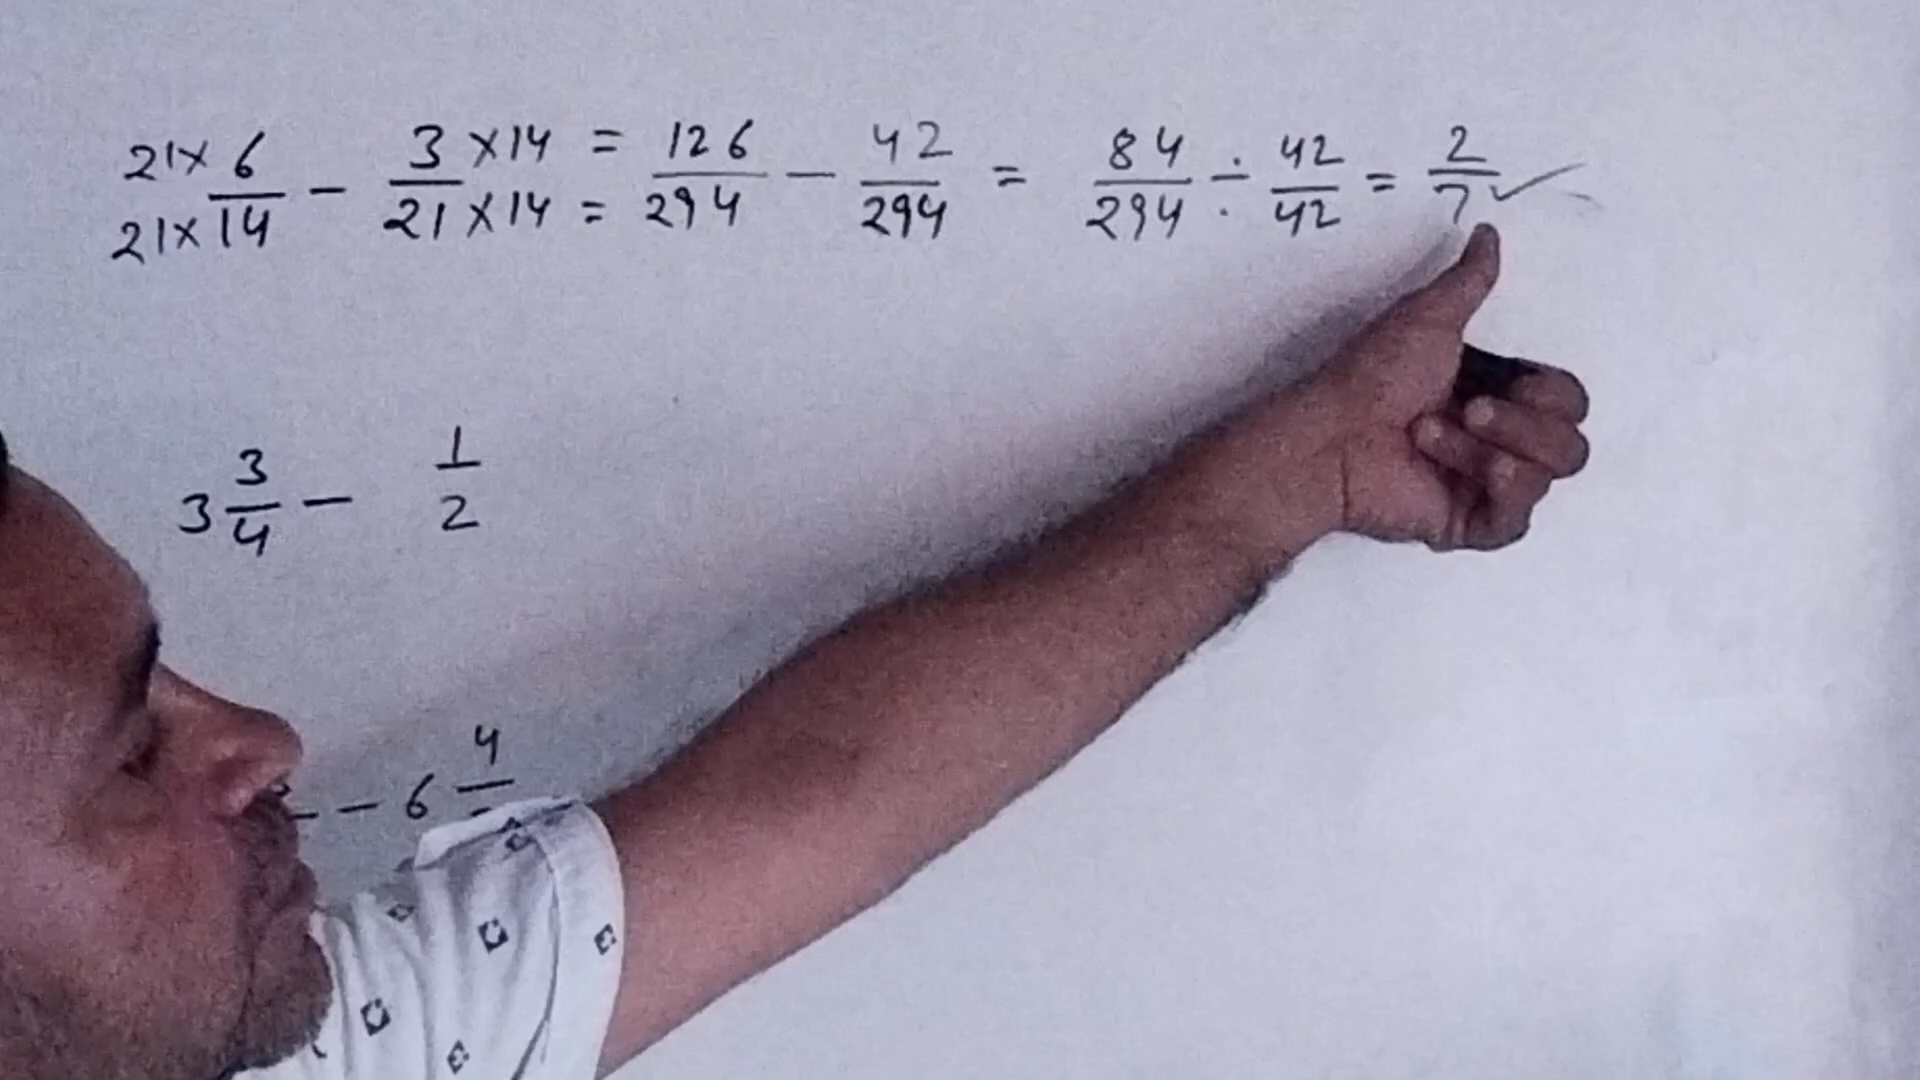 21× 6/14 − 3/21 ×14/×14 = 126/294 − 42/294 = 84/294 ÷ 42/42 = 2/7 ✓
21×
3 3/4 − 1/2
− 6 4